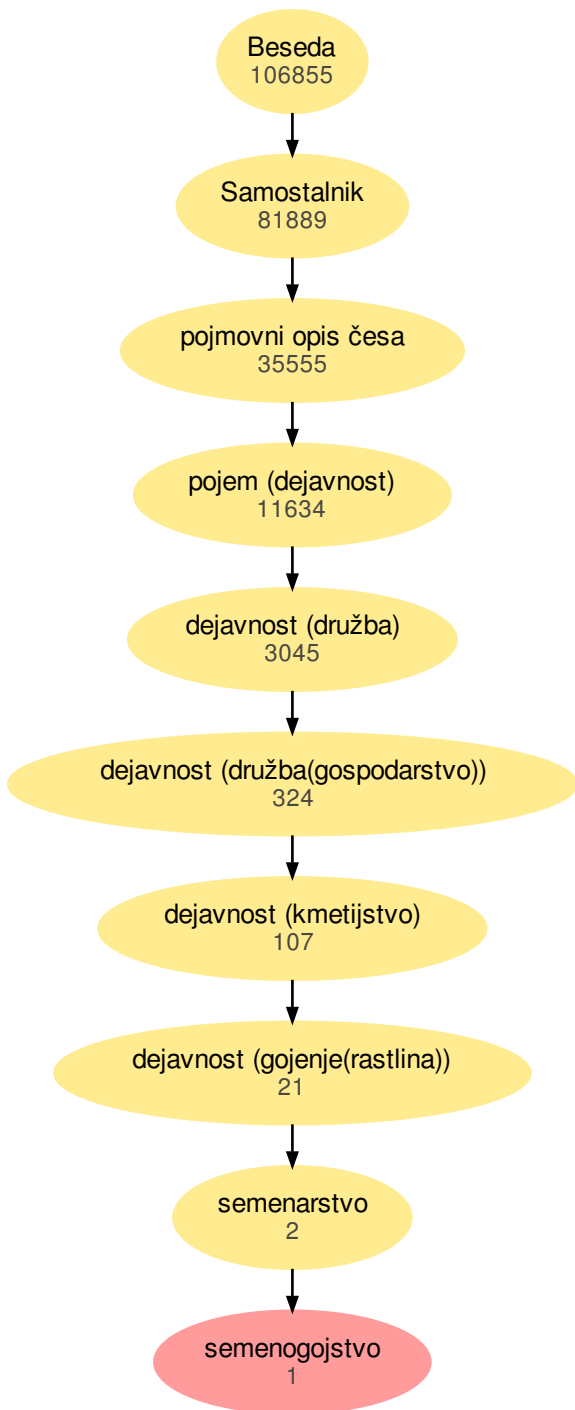 Beseda
106855
Samostalnik
81889
pojmovni opis česa
35555
pojem (dejavnost)
11634
dejavnost (družba)
3045
dejavnost (družba(gospodarstvo))
324
dejavnost (kmetijstvo)
107
dejavnost (gojenje(rastlina))
21
semenarstvo
2
semenogojstvo
1